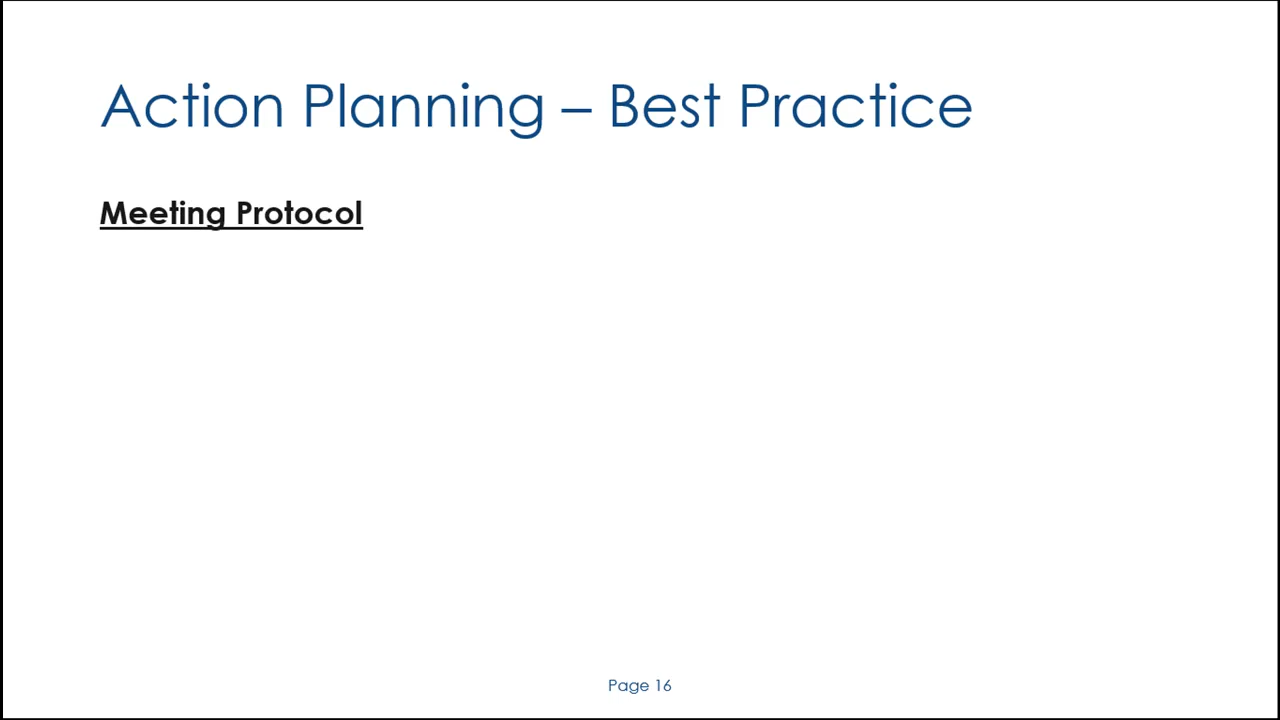 Action Planning – Best Practice
Meeting Protocol
Page 16